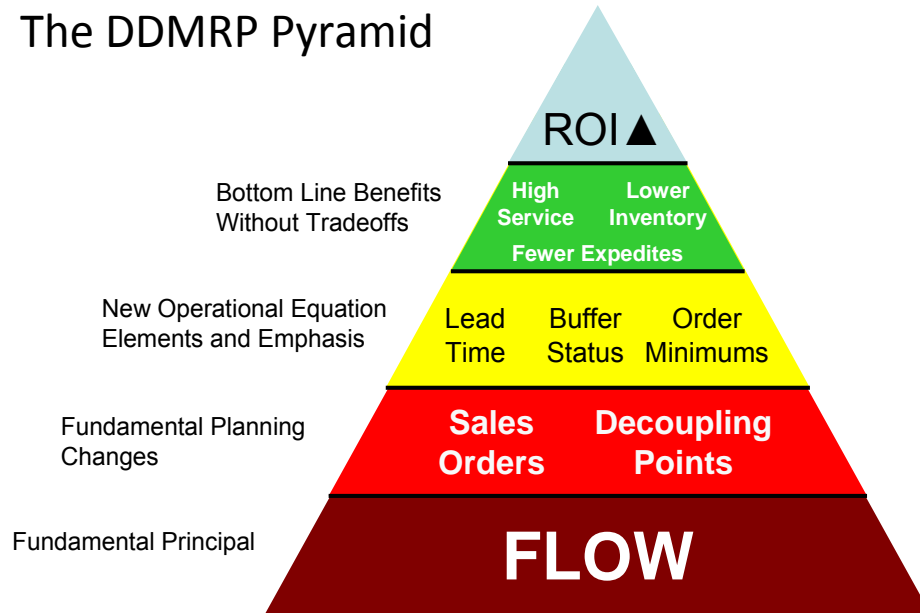 The DDMRP Pyramid
ROI▲
Bottom Line Benefits
Without Tradeoffs
High
Service
Lower
Inventory
Fewer Expedites
New Operational Equation
Elements and Emphasis
Lead
Time
Buffer
Status
Order
Minimums
Fundamental Planning
Changes
Sales
Orders
Decoupling
Points
Fundamental Principal
FLOW